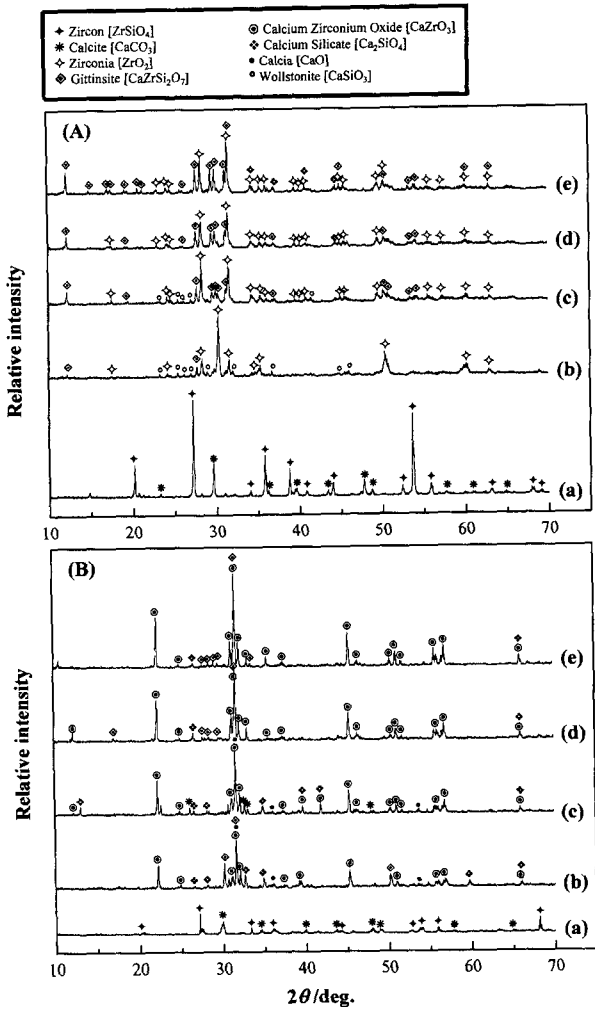 Zircon [ZrSiO₄]
Calcite [CaCO₃]
Zirconia [ZrO₂]
Gittinsite [CaZrSi₂O₇]
Calcium Zirconium Oxide [CaZrO₃]
Calcium Silicate [Ca₂SiO₄]
Calcia [CaO]
Wollstonite [CaSiO₃]
(A)
Relative intensity
(e)
(d)
(c)
(b)
(a)
10 20 30 40 50 60 70
(B)
Relative intensity
(e)
(d)
(c)
(b)
(a)
10 20 30 40 50 60 70
2θ/deg.